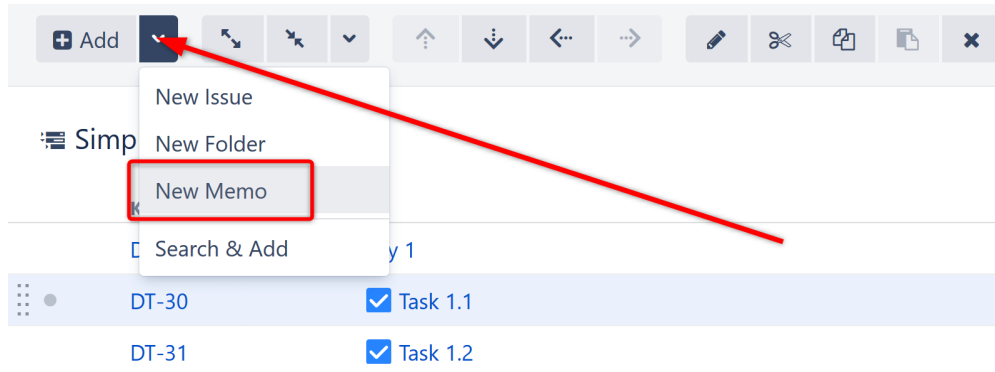 Add
New Issue
Simp
New Folder
New Memo
K
Search & Add
D
y 1
DT-30
Task 1.1
DT-31
Task 1.2